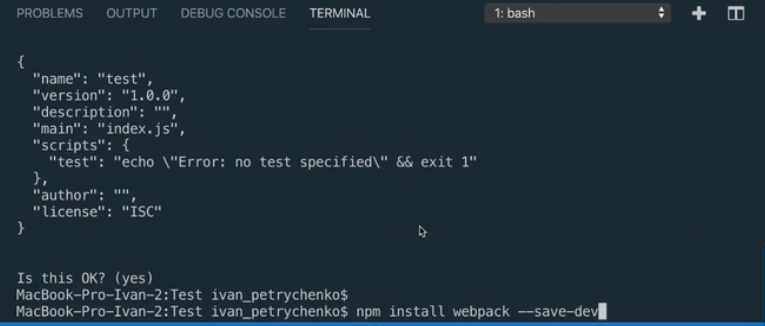 PROBLEMS OUTPUT DEBUG CONSOLE TERMINAL 1: bash
{
  "name": "test",
  "version": "1.0.0",
  "description": "",
  "main": "index.js",
  "scripts": {
    "test": "echo \"Error: no test specified\" && exit 1"
  },
  "author": "",
  "license": "ISC"
}
Is this OK? (yes)
MacBook-Pro-Ivan-2:Test ivan_petrychenko$
MacBook-Pro-Ivan-2:Test ivan_petrychenko$ npm install webpack --save-dev